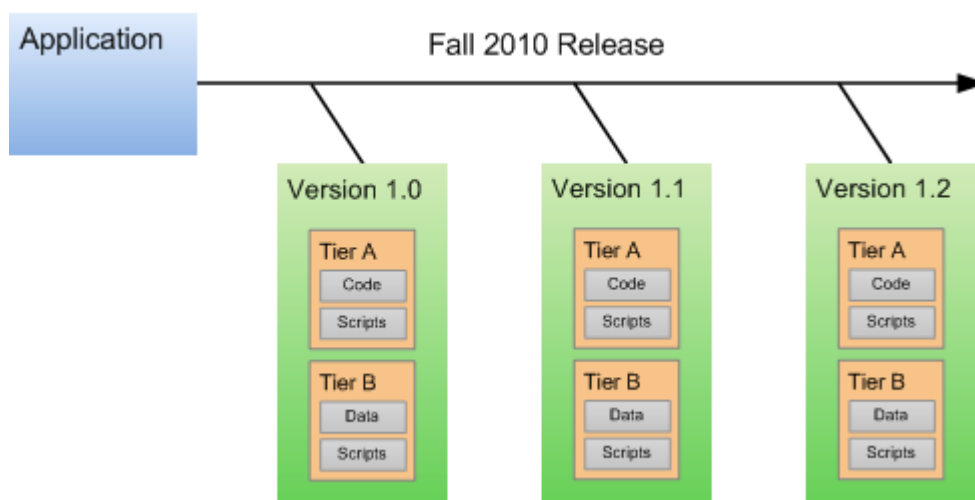 Application
Fall 2010 Release
Version 1.0
Tier A
Code
Scripts
Tier B
Data
Scripts
Version 1.1
Tier A
Code
Scripts
Tier B
Data
Scripts
Version 1.2
Tier A
Code
Scripts
Tier B
Data
Scripts